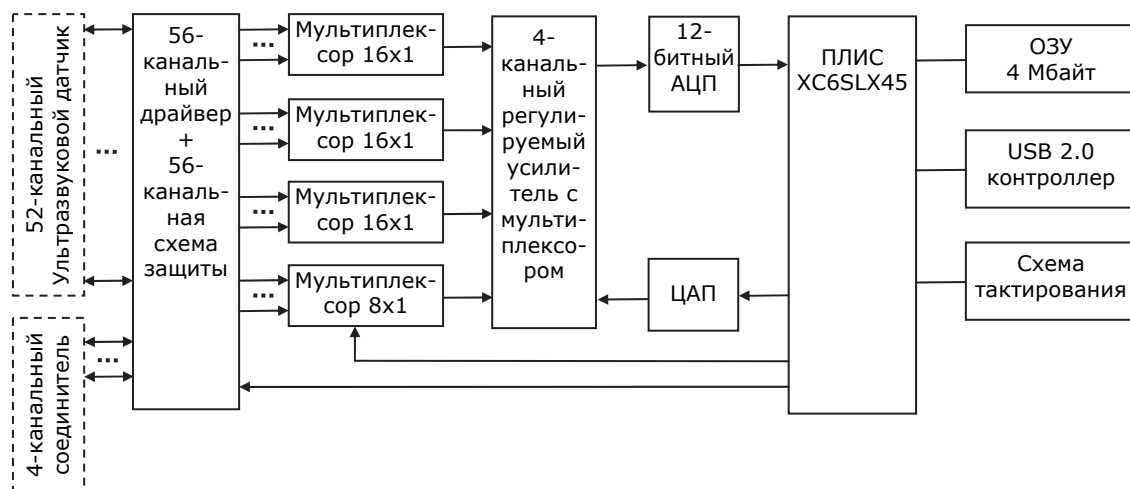 52-канальный
Ультразвуковой датчик
4-канальный
соединитель
56-
каналь-
ный
драйвер
+
56-
каналь-
ная
схема
защиты
...
...
Мультиплек-
сор 16x1
...
Мультиплек-
сор 16x1
...
Мультиплек-
сор 16x1
...
Мультиплек-
сор 8x1
...
4-
каналь-
ный
регули-
руемый
усили-
тель с
мульти-
плексо-
ром
12-
битный
АЦП
ЦАП
ПЛИС
XC6SLX45
ОЗУ
4 Мбайт
USB 2.0
контроллер
Схема
тактирования